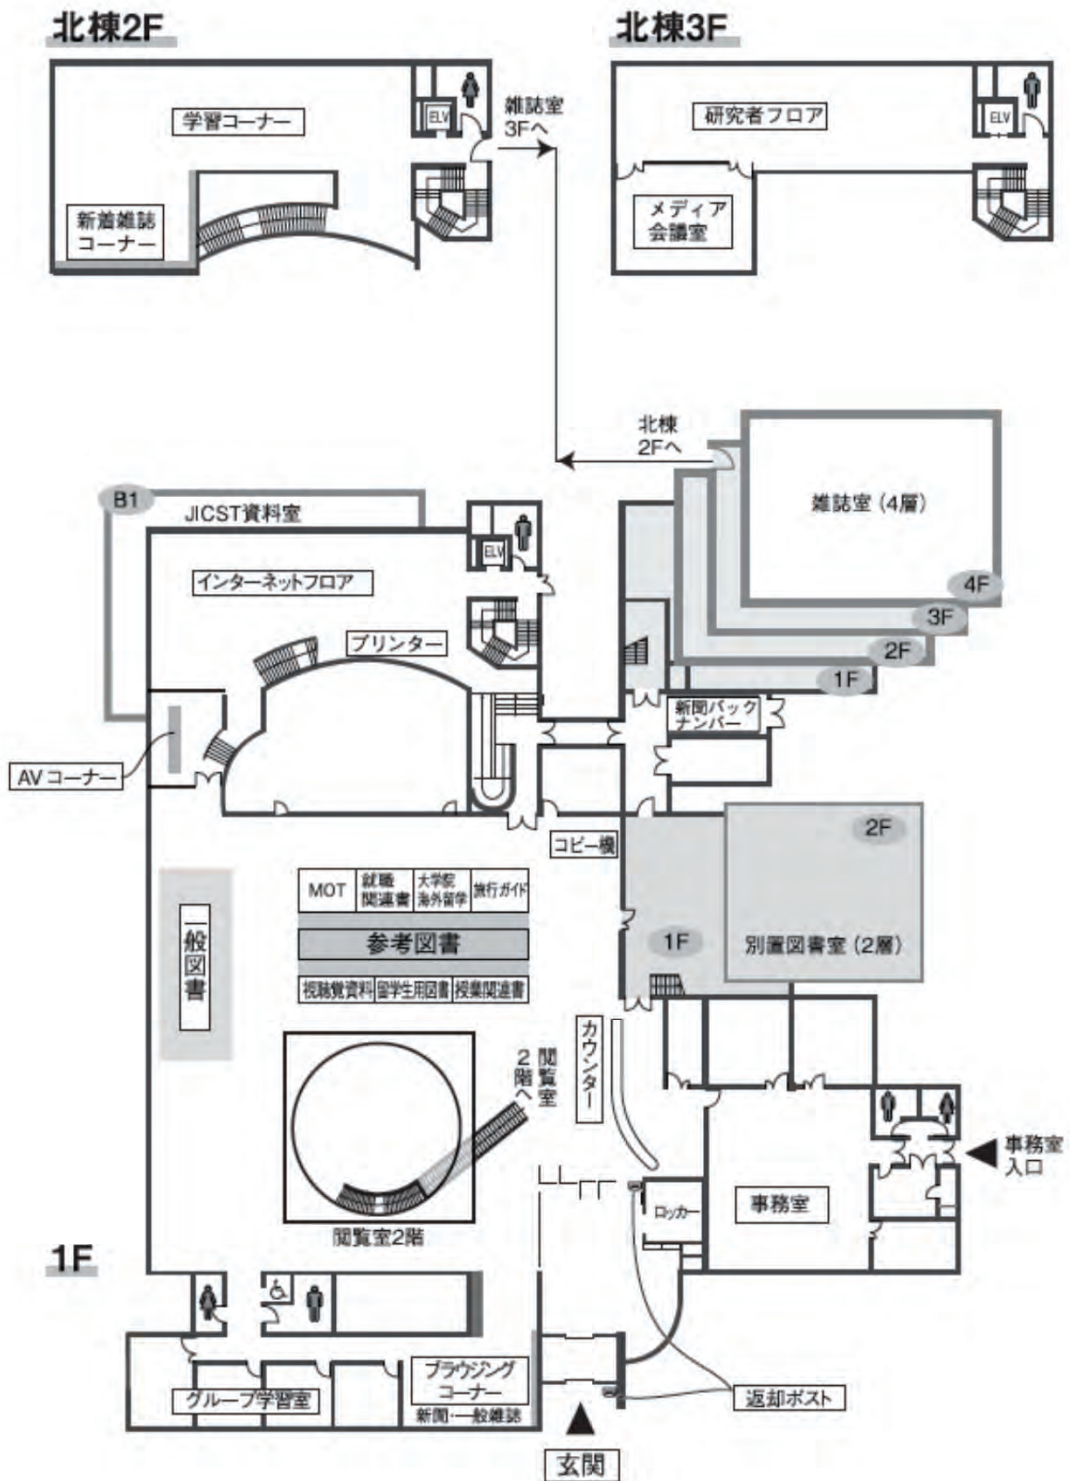 北棟2F
学習コーナー
新着雑誌
コーナー
ELV
雑誌室
3Fへ
北棟3F
研究者フロア
ELV
メディア
会議室
北棟
2Fへ
雑誌室（4層）
4F
3F
2F
1F
B1
JICST資料室
インターネットフロア
ELV
プリンター
新聞バック
ナンバー
AVコーナー
コピー機
2F
1F
別置図書室（2層）
MOT
就職
関連書
大学院
海外留学
旅行ガイド
参考図書
視聴覚資料
留学生用図書
授業関連書
一般図書
カウンター
閲覧室
2階へ
閲覧室2階
事務室
入口
事務室
ロッカー
1F
ブラウジング
コーナー
新聞・一般雑誌
グループ学習室
返却ポスト
玄関